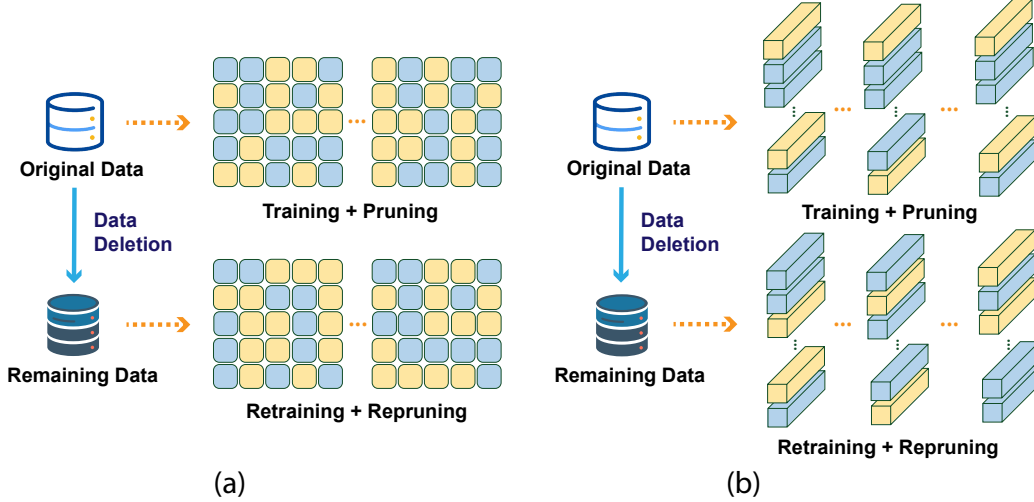 Original Data
Training + Pruning
Data
Deletion
Remaining Data
Retraining + Repruning
(a)
Original Data
Training + Pruning
Data
Deletion
Remaining Data
Retraining + Repruning
(b)